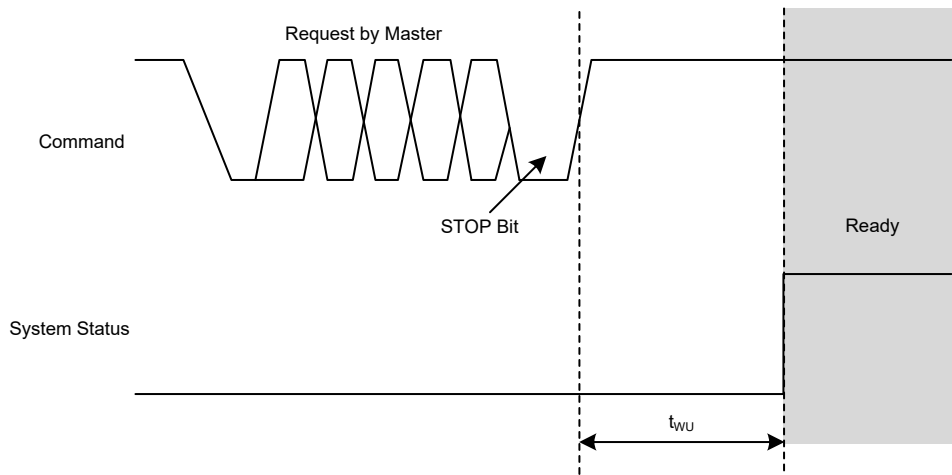 Request by Master
Command
STOP Bit
Ready
System Status
tWU